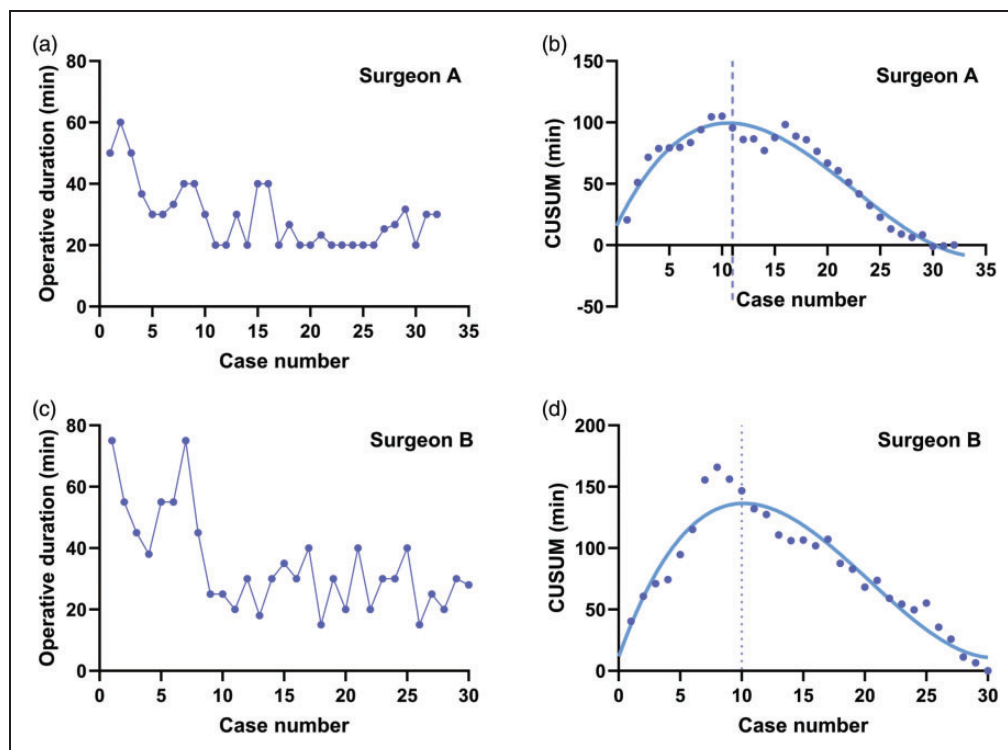 (a)
Surgeon A
Operative duration (min)
80
60
40
20
0
0 5 10 15 20 25 30 35
Case number
(b)
Surgeon A
CUSUM (min)
150
100
50
0
-50
5 10 15 20 25 30 35
Case number
(c)
Surgeon B
Operative duration (min)
80
60
40
20
0
0 5 10 15 20 25 30
Case number
(d)
Surgeon B
CUSUM (min)
200
150
100
50
0
0 5 10 15 20 25 30
Case number